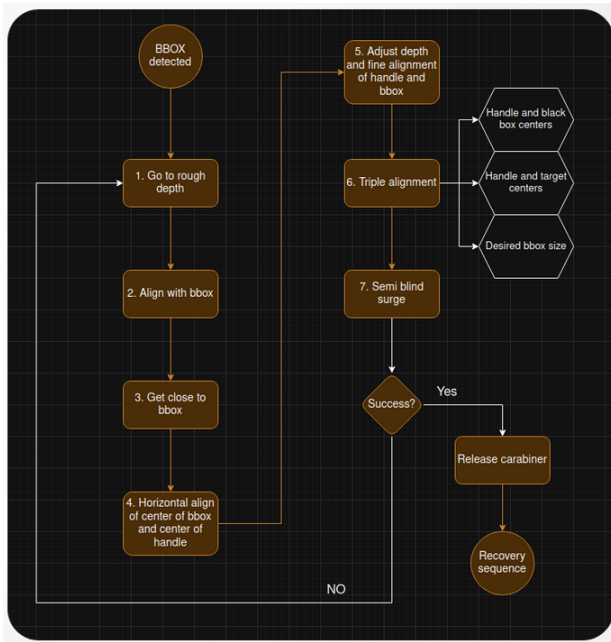 BBOX
detected
1. Go to rough
depth
2. Align with bbox
3. Get close to
bbox
4. Horizontal align
of center of bbox
and center of
handle
5. Adjust depth
and fine alignment
of handle and
bbox
6. Triple alignment
Handle and black
box centers
Handle and target
centers
Desired bbox size
7. Semi blind
surge
Success?
Yes
NO
Release carabiner
Recovery
sequence